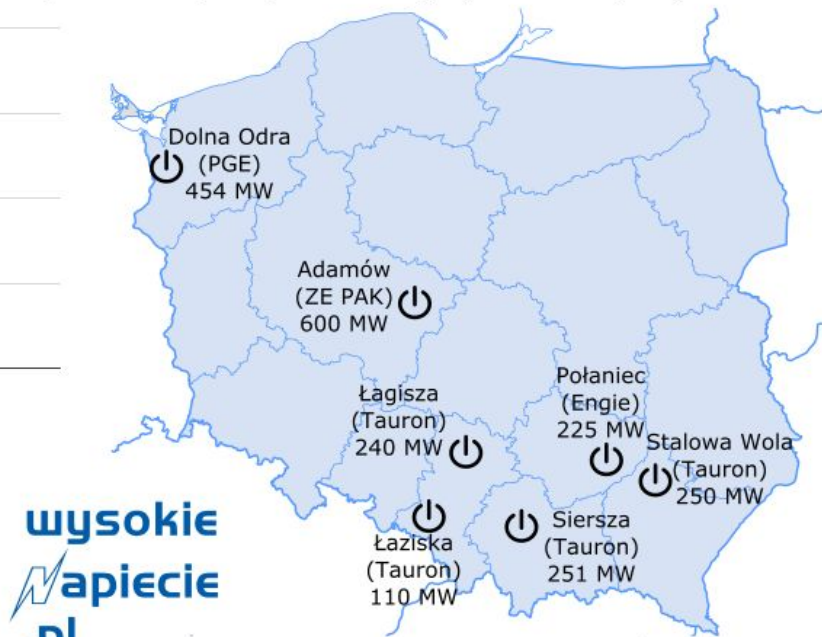 Dolna Odra
(PGE)
454 MW
Adamów
(ZE PAK)
600 MW
Łagisza
(Tauron)
240 MW
Połaniec
(Engie)
225 MW
Stalowa Wola
(Tauron)
250 MW
Łaziska
(Tauron)
110 MW
Siersza
(Tauron)
251 MW
wysokie
Napiecie
.pl